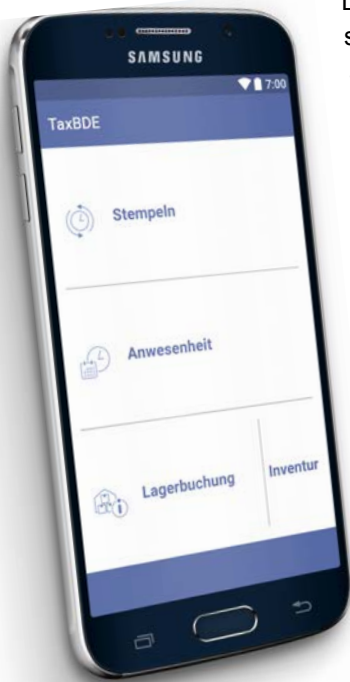 SAMSUNG
7:00
TaxBDE
Stempeln
Anwesenheit
Lagerbuchung
Inventur